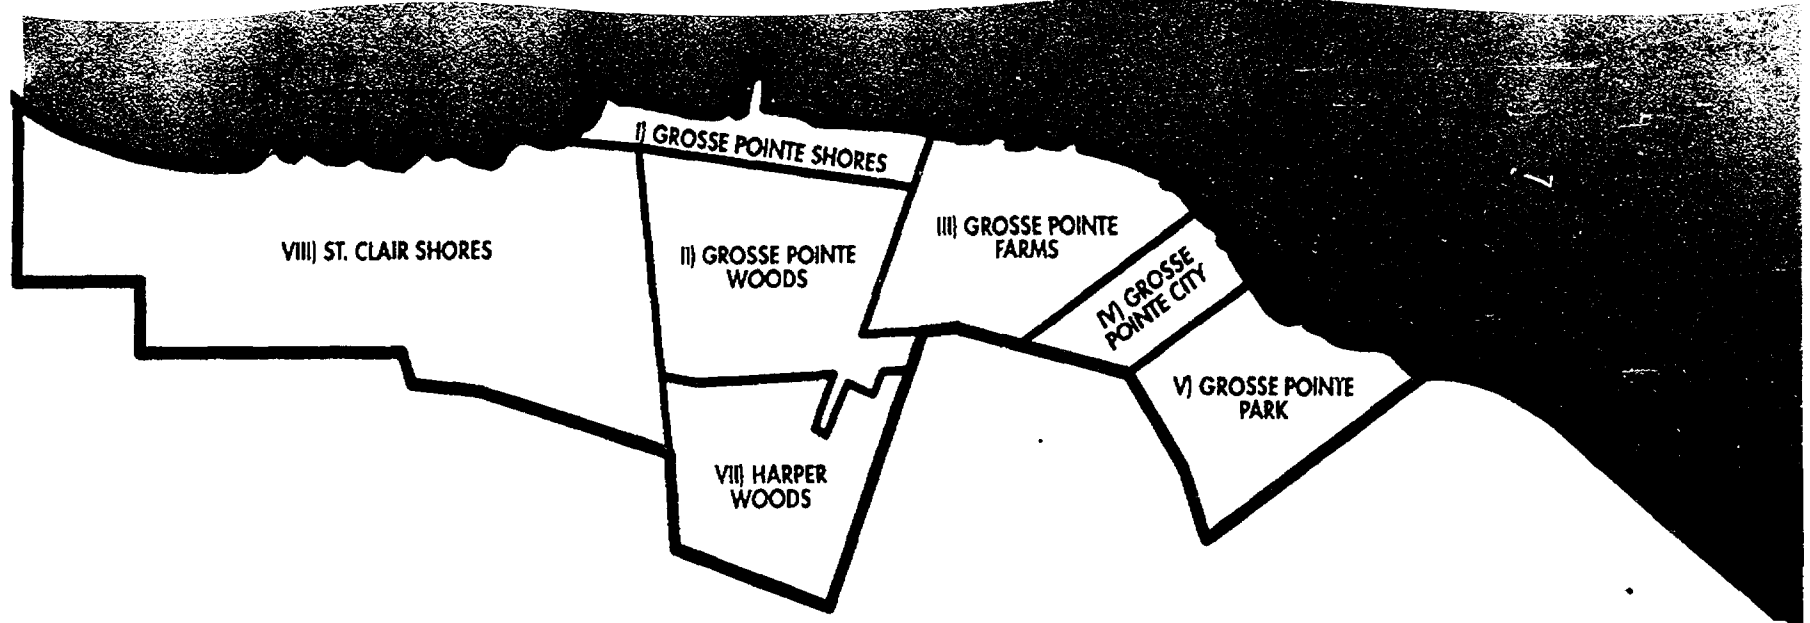 I) GROSSE POINTE SHORES
VIII) ST. CLAIR SHORES
II) GROSSE POINTE
WOODS
III) GROSSE POINTE
FARMS
IV) GROSSE
POINTE CITY
V) GROSSE POINTE
PARK
VII) HARPER
WOODS